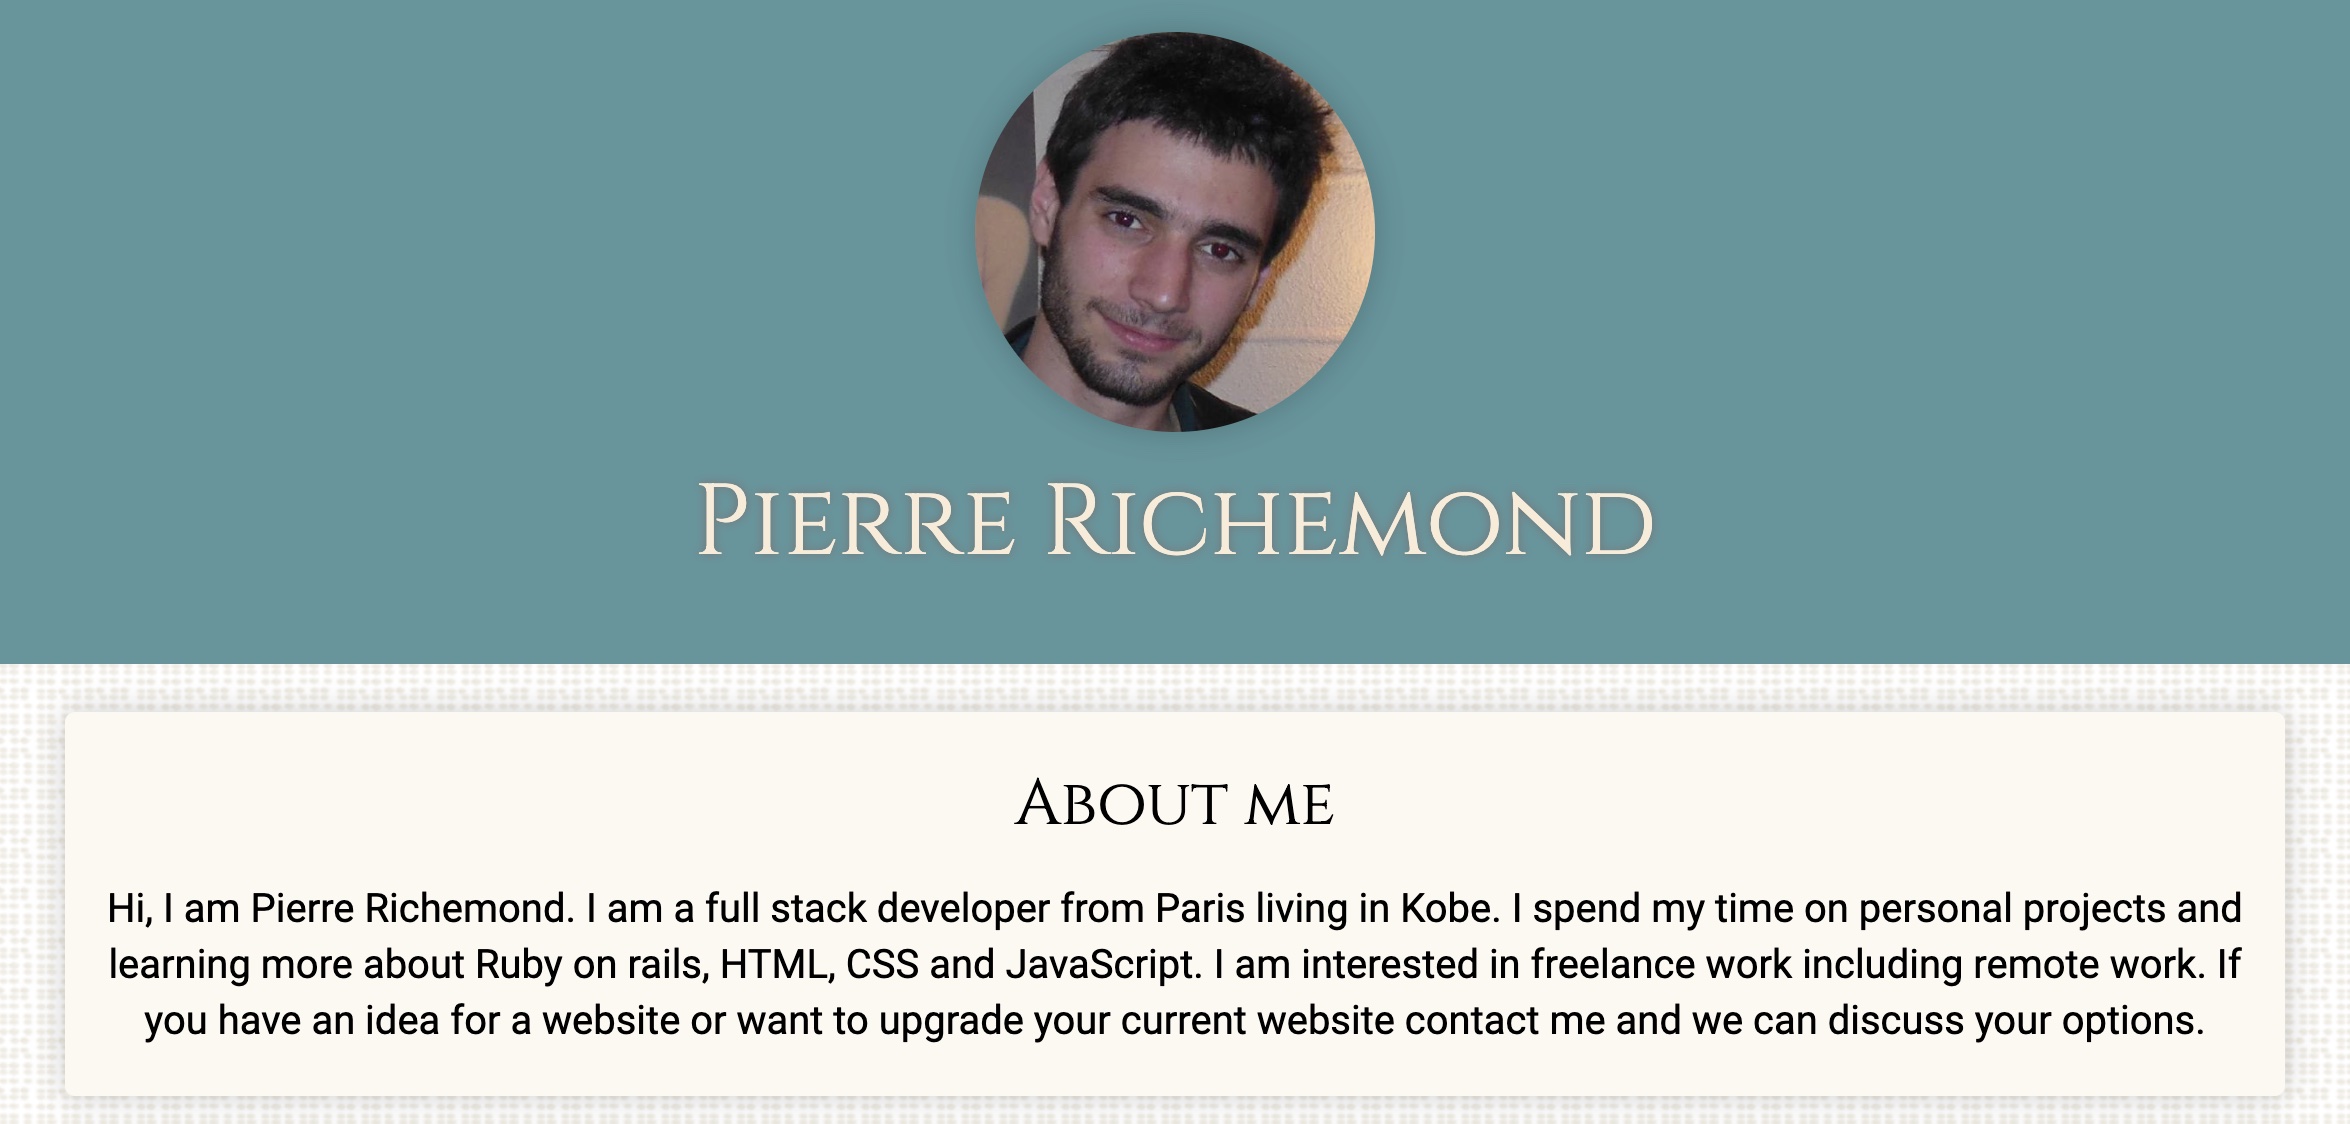 Pierre Richemond
About me
Hi, I am Pierre Richemond. I am a full stack developer from Paris living in Kobe. I spend my time on personal projects and
learning more about Ruby on rails, HTML, CSS and JavaScript. I am interested in freelance work including remote work. If
you have an idea for a website or want to upgrade your current website contact me and we can discuss your options.